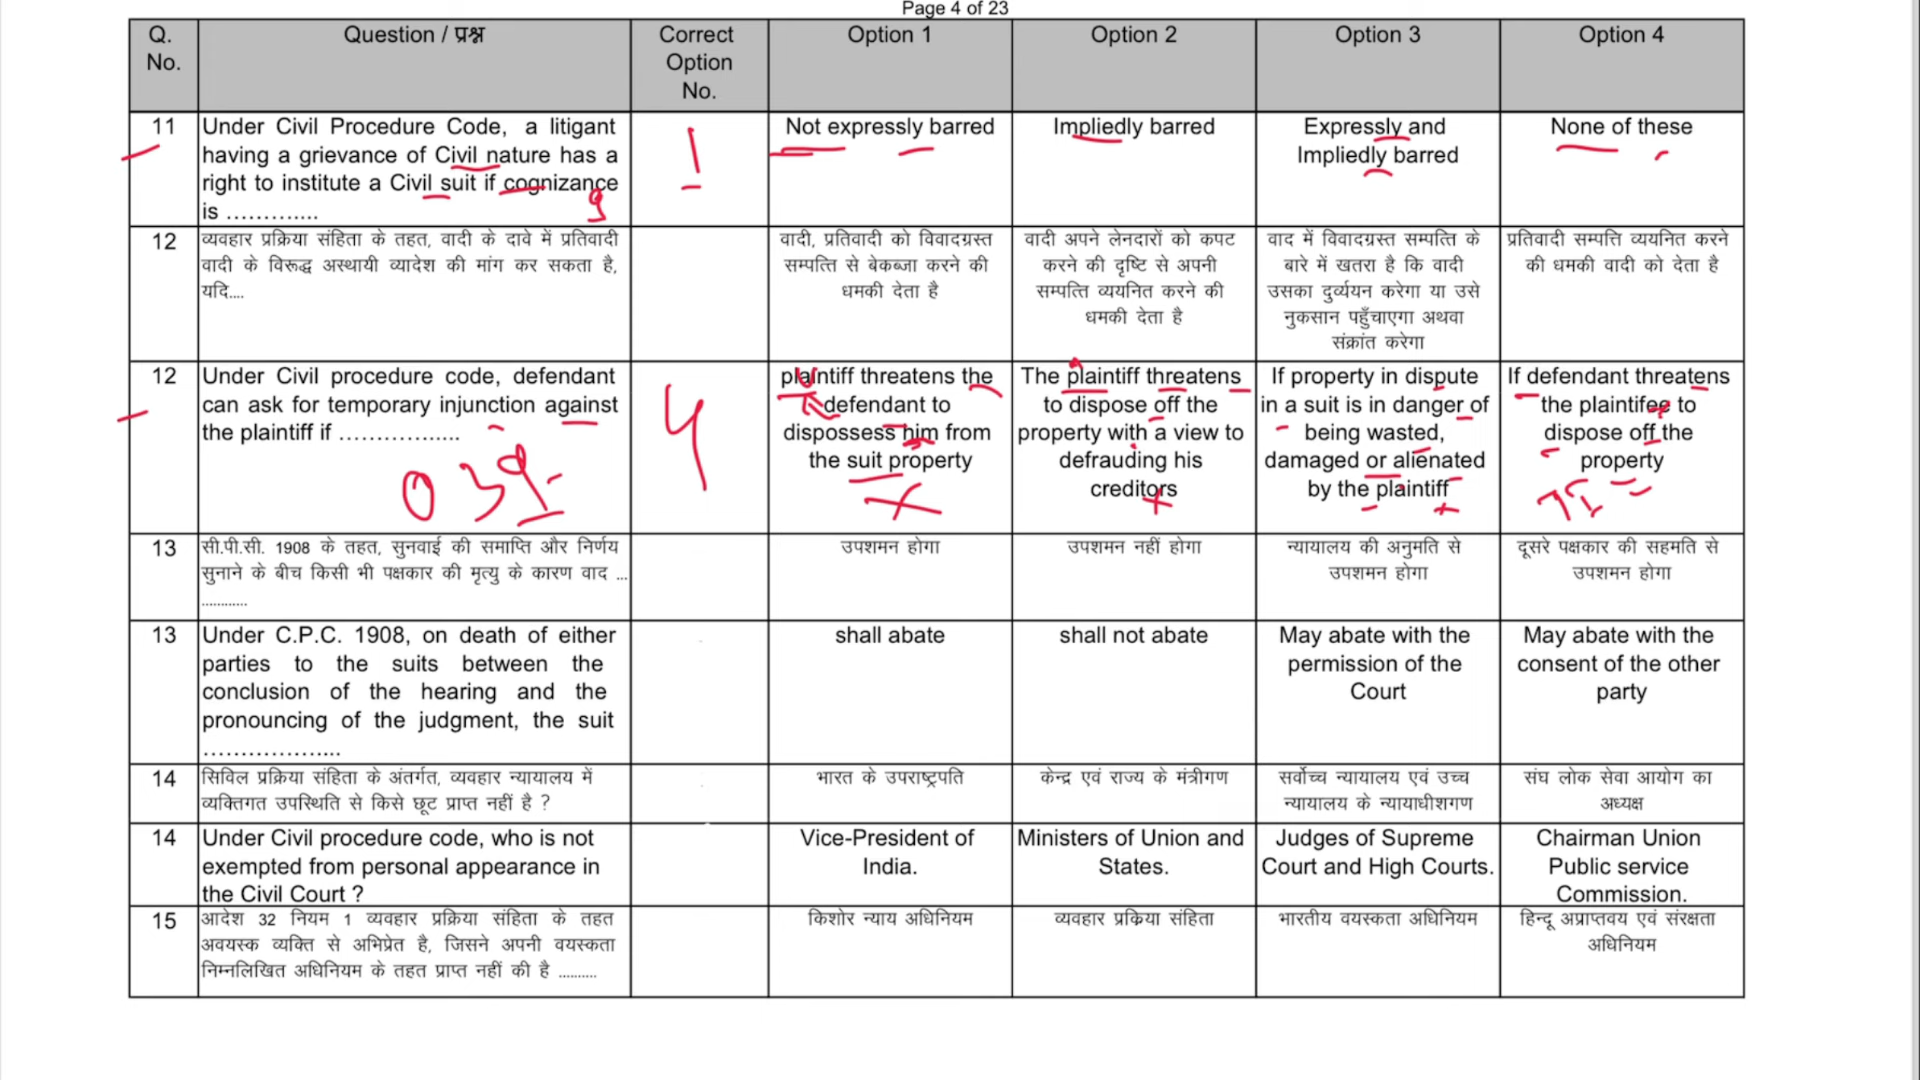 Page 4 of 23
Q. No.
Question / प्रश्न
Correct Option No.
Option 1
Option 2
Option 3
Option 4
11
Under Civil Procedure Code, a litigant
having a grievance of Civil nature has a
right to institute a Civil suit if cognizance
is ............
1
9
Not expressly barred
Impliedly barred
Expressly and
Impliedly barred
None of these
12
व्यवहार प्रक्रिया संहिता के तहत, वादी के दावे में प्रतिवादी
वादी के विरूद्ध अस्थायी व्यादेश की मांग कर सकता है,
यदि....
वादी, प्रतिवादी को विवादग्रस्त
सम्पत्ति से बेकब्जा करने की
धमकी देता है
वादी अपने लेनदारों को कपट
करने की दृष्टि से अपनी
सम्पत्ति व्ययनित करने की
धमकी देता है
वाद में विवादग्रस्त सम्पत्ति के
बारे में खतरा है कि वादी
उसका दुर्व्ययन करेगा या उसे
नुकसान पहुँचाएगा अथवा
संक्रांत करेगा
प्रतिवादी सम्पत्ति व्ययनित करने
की धमकी वादी को देता है
12
Under Civil procedure code, defendant
can ask for temporary injunction against
the plaintiff if ..................
O 39
4
plaintiff threatens the
defendant to
dispossess him from
the suit property
The plaintiff threatens
to dispose off the
property with a view to
defrauding his
creditors
If property in dispute
in a suit is in danger of
being wasted,
damaged or alienated
by the plaintiff
If defendant threatens
the plaintifee to
dispose off the
property
13
सी.पी.सी. 1908 के तहत, सुनवाई की समाप्ति और निर्णय
सुनाने के बीच किसी भी पक्षकार की मृत्यु के कारण वाद ...
............
उपशमन होगा
उपशमन नहीं होगा
न्यायालय की अनुमति से
उपशमन होगा
दूसरे पक्षकार की सहमति से
उपशमन होगा
13
Under C.P.C. 1908, on death of either
parties to the suits between the
conclusion of the hearing and the
pronouncing of the judgment, the suit
....................
shall abate
shall not abate
May abate with the
permission of the
Court
May abate with the
consent of the other
party
14
सिविल प्रक्रिया संहिता के अंतर्गत, व्यवहार न्यायालय में
व्यक्तिगत उपस्थिति से किसे छूट प्राप्त नहीं है ?
भारत के उपराष्ट्रपति
केन्द्र एवं राज्य के मंत्रीगण
सर्वोच्च न्यायालय एवं उच्च
न्यायालय के न्यायाधीशगण
संघ लोक सेवा आयोग का
अध्यक्ष
14
Under Civil procedure code, who is not
exempted from personal appearance in
the Civil Court ?
Vice-President of
India.
Ministers of Union and
States.
Judges of Supreme
Court and High Courts.
Chairman Union
Public service
Commission.
15
आदेश 32 नियम 1 व्यवहार प्रक्रिया संहिता के तहत
अवयस्क व्यक्ति से अभिप्रेत है, जिसने अपनी वयस्कता
निम्नलिखित अधिनियम के तहत प्राप्त नहीं की है ..........
किशोर न्याय अधिनियम
व्यवहार प्रक्रिया संहिता
भारतीय वयस्कता अधिनियम
हिन्दू अप्राप्तवय एवं संरक्षता
अधिनियम